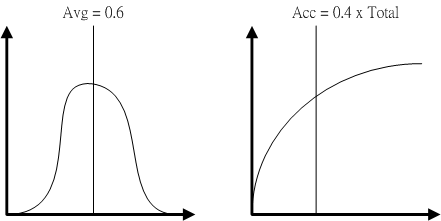 Avg = 0.6
Acc = 0.4 x Total